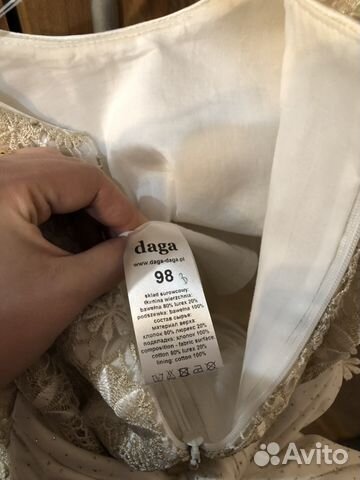 daga
www.daga-daga.pl
98
skład surowcowy:
tkanina wierzchnia:
bawełna 80% lurex 20%
podszewka: bawełna 100%
состав сырья:
материал верха:
хлопок 80% люрекс 20%
подкладка: хлопок 100%
composition - fabric surface
cotton 80% lurex 20%
lining: cotton 100%
Avito